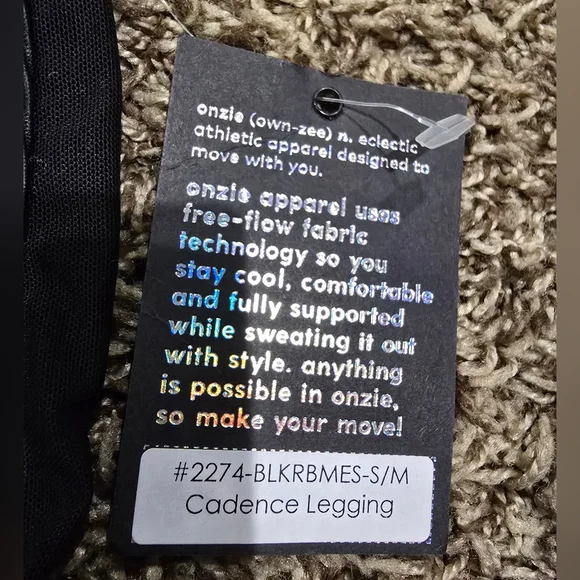 onzie (own-zee) n. eclectic
athletic apparel designed to
move with you.
onzie apparel uses
free-flow fabric
technology so you
stay cool, comfortable
and fully supported
while sweating it out
with style. anything
is possible in onzie,
so make your move!
#2274-BLKRBMES-S/M
Cadence Legging